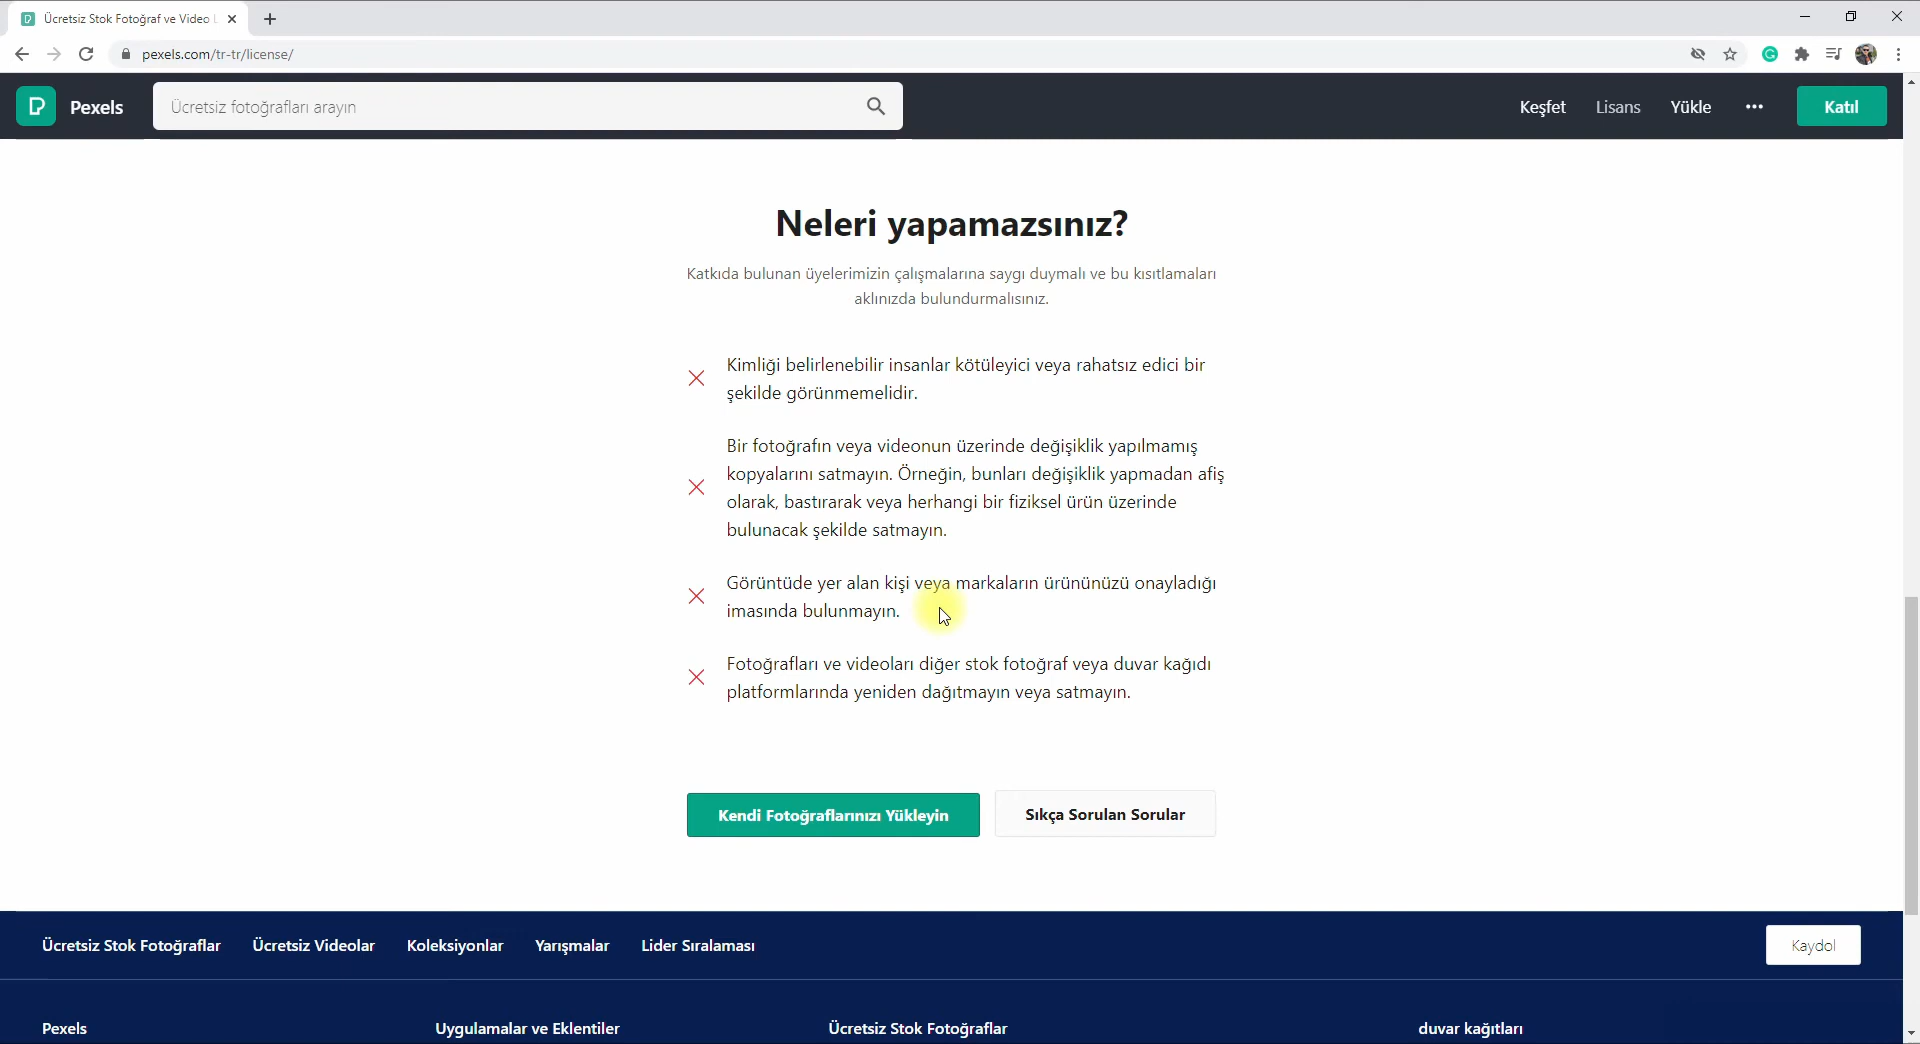 Ücretsiz Stok Fotoğraf ve Video
pexels.com/tr-tr/license/
Pexels
Ücretsiz fotoğrafları arayın
Keşfet
Lisans
Yükle
Katıl
Neleri yapamazsınız?
Katkıda bulunan üyelerimizin çalışmalarına saygı duymalı ve bu kısıtlamaları
aklınızda bulundurmalısınız.
Kimliği belirlenebilir insanlar kötüleyici veya rahatsız edici bir
şekilde görünmemelidir.
Bir fotoğrafın veya videonun üzerinde değişiklik yapılmamış
kopyalarını satmayın. Örneğin, bunları değişiklik yapmadan afiş
olarak, bastırarak veya herhangi bir fiziksel ürün üzerinde
bulunacak şekilde satmayın.
Görüntüde yer alan kişi veya markaların ürününüzü onayladığı
imasında bulunmayın.
Fotoğrafları ve videoları diğer stok fotoğraf veya duvar kağıdı
platformlarında yeniden dağıtmayın veya satmayın.
Kendi Fotoğraflarınızı Yükleyin
Sıkça Sorulan Sorular
Ücretsiz Stok Fotoğraflar
Ücretsiz Videolar
Koleksiyonlar
Yarışmalar
Lider Sıralaması
Kaydol
Pexels
Uygulamalar ve Eklentiler
Ücretsiz Stok Fotoğraflar
duvar kağıtları